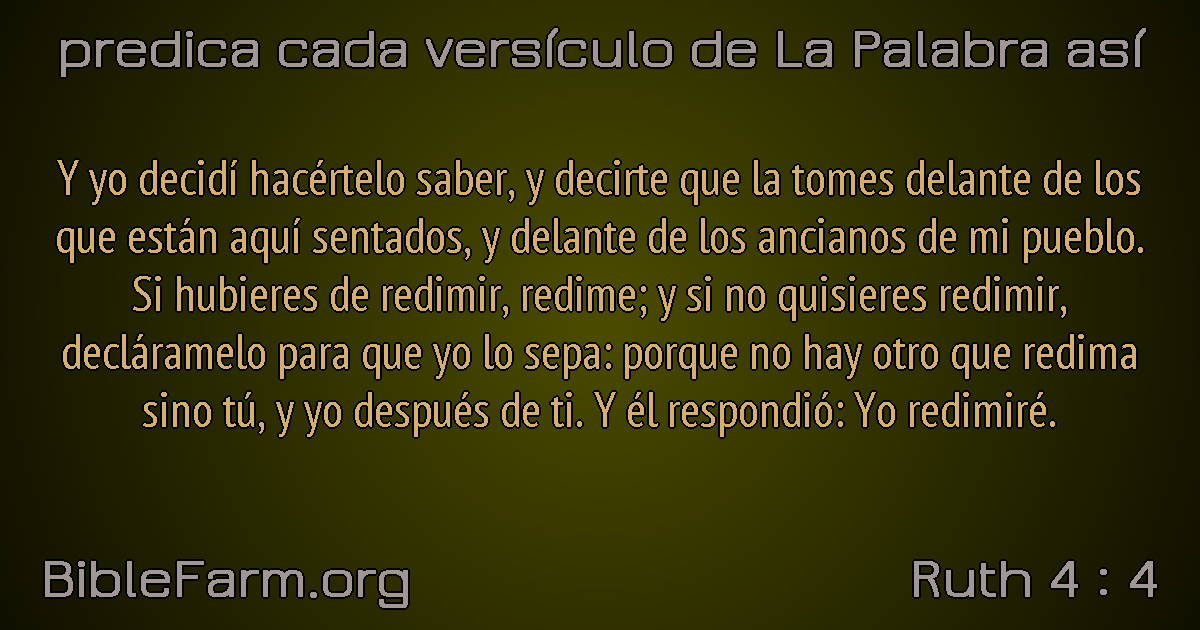 predica cada versículo de La Palabra así
Y yo decidí hacértelo saber, y decirte que la tomes delante de los
que están aquí sentados, y delante de los ancianos de mi pueblo.
Si hubieres de redimir, redime; y si no quisieres redimir,
decláramelo para que yo lo sepa: porque no hay otro que redima
sino tú, y yo después de ti. Y él respondió: Yo redimiré.
BibleFarm.org
Ruth 4 : 4